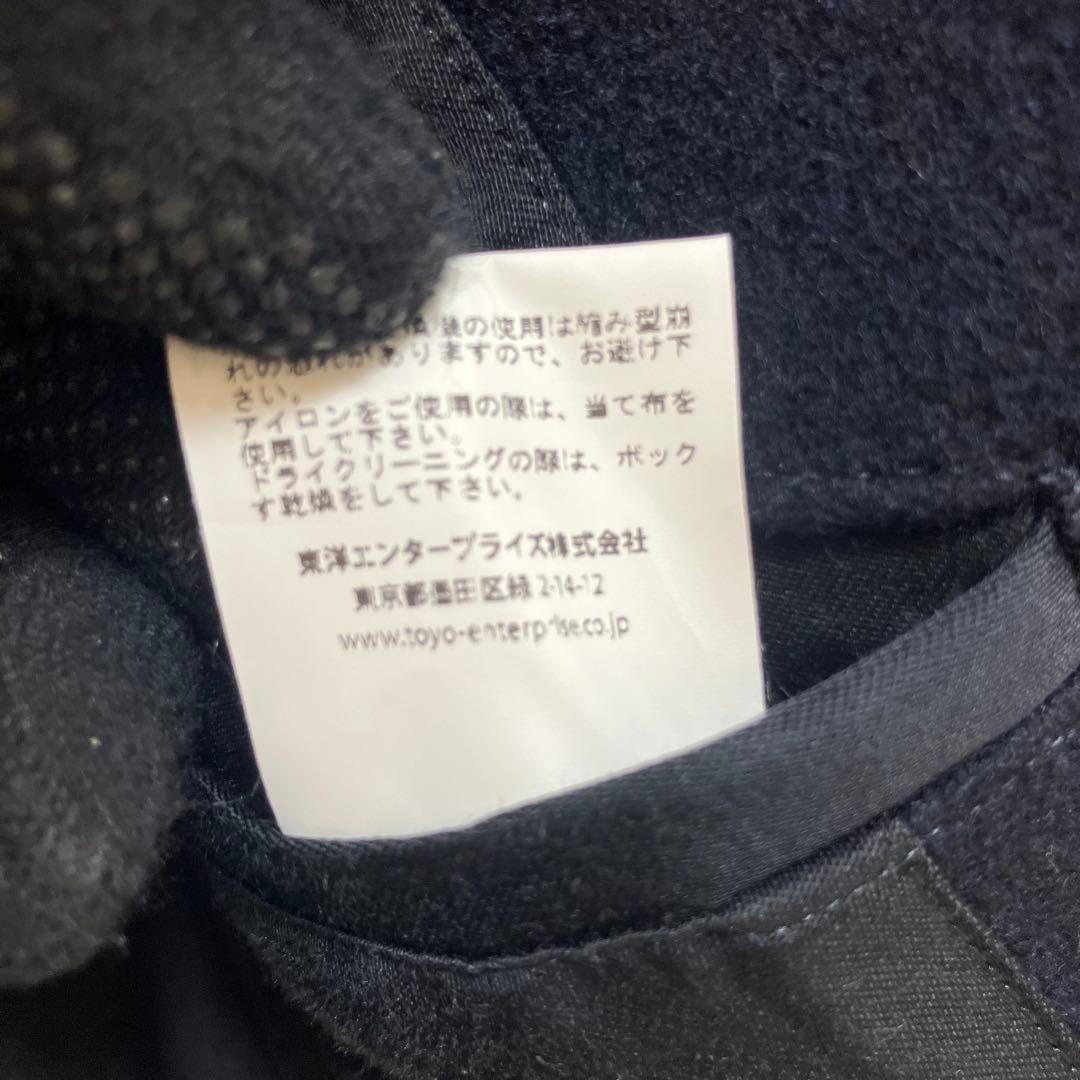 の使用は縮み型崩
れの恐れがありますので、お避け下
さい。
アイロンをご使用の際は、当て布を
使用して下さい。
ドライクリーニングの際は、ボック
す乾燥をして下さい。
東洋エンタープライズ株式会社
東京都墨田区緑2-14-12
www.toyo-enterprise.co.jp